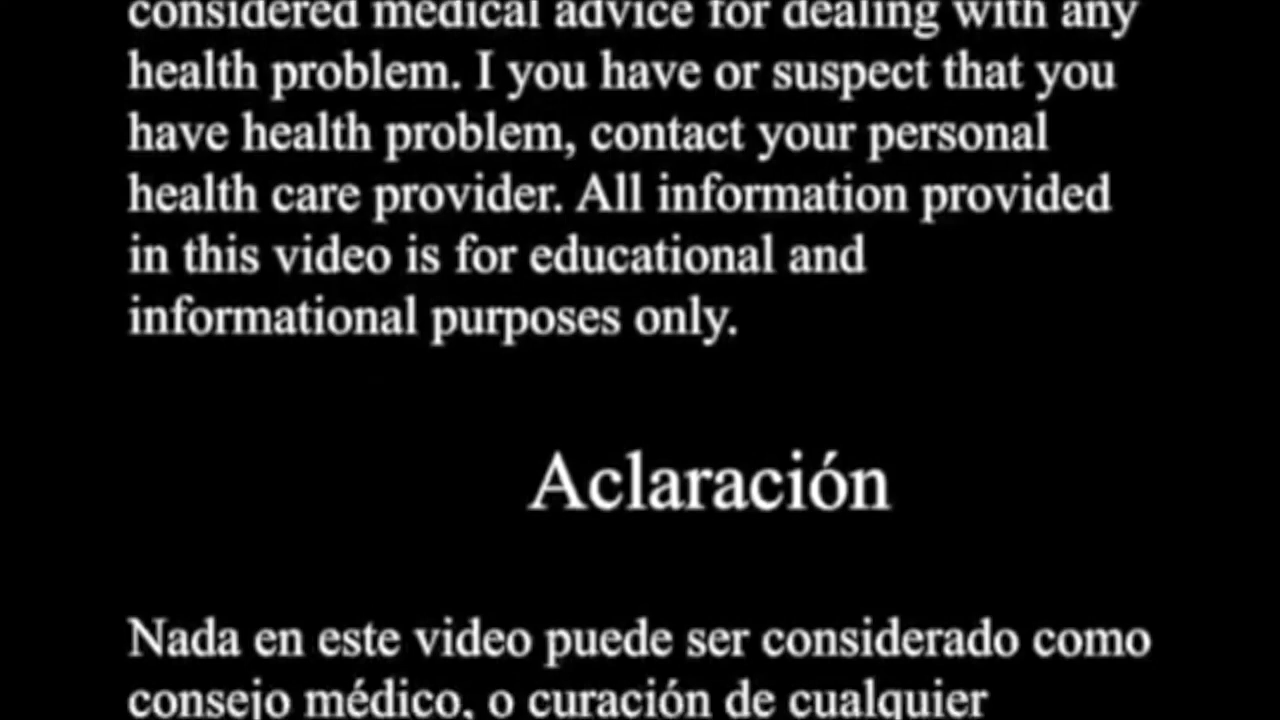 considered medical advice for dealing with any
health problem. I you have or suspect that you
have health problem, contact your personal
health care provider. All information provided
in this video is for educational and
informational purposes only.
Aclaración
Nada en este video puede ser considerado como
consejo médico, o curación de cualquier